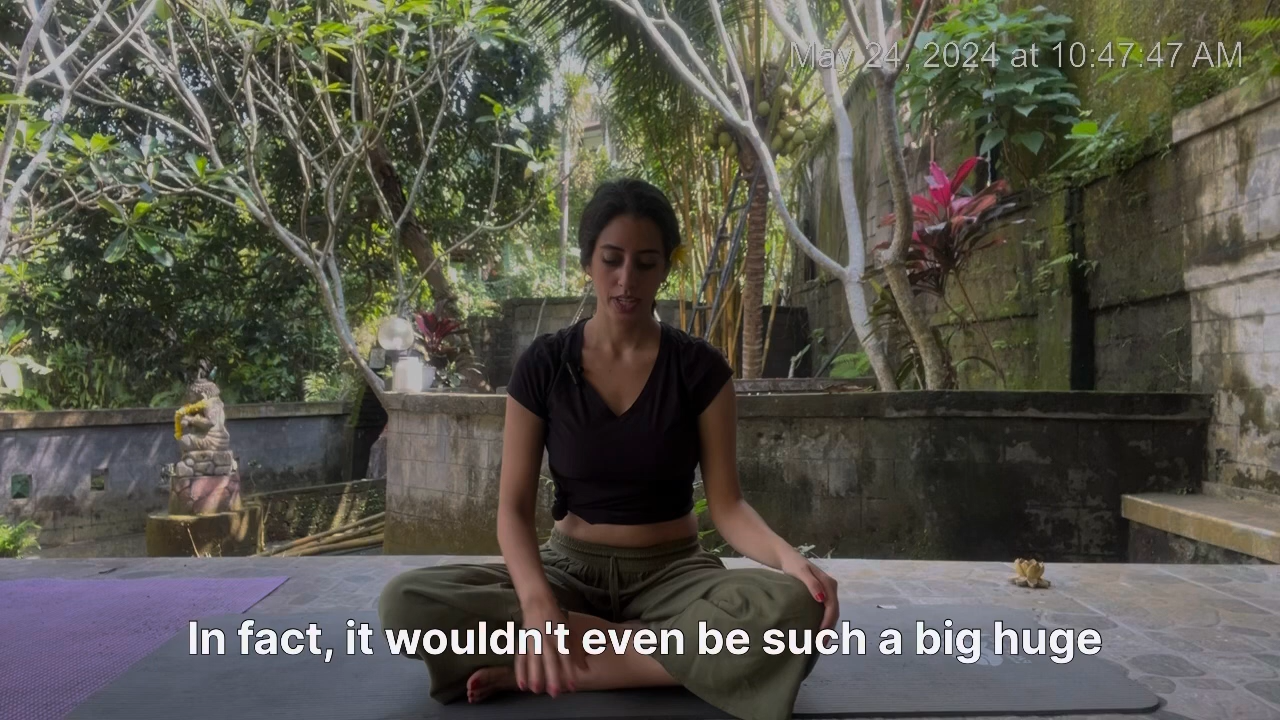 May 24, 2024 at 10:47:47 AM
In fact, it wouldn't even be such a big huge